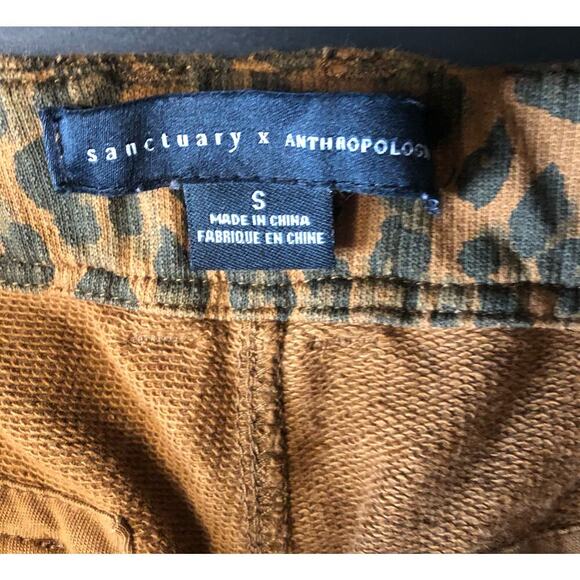 sanctuary x ANTHROPOLOG
S
MADE IN CHINA
FABRIQUE EN CHINE